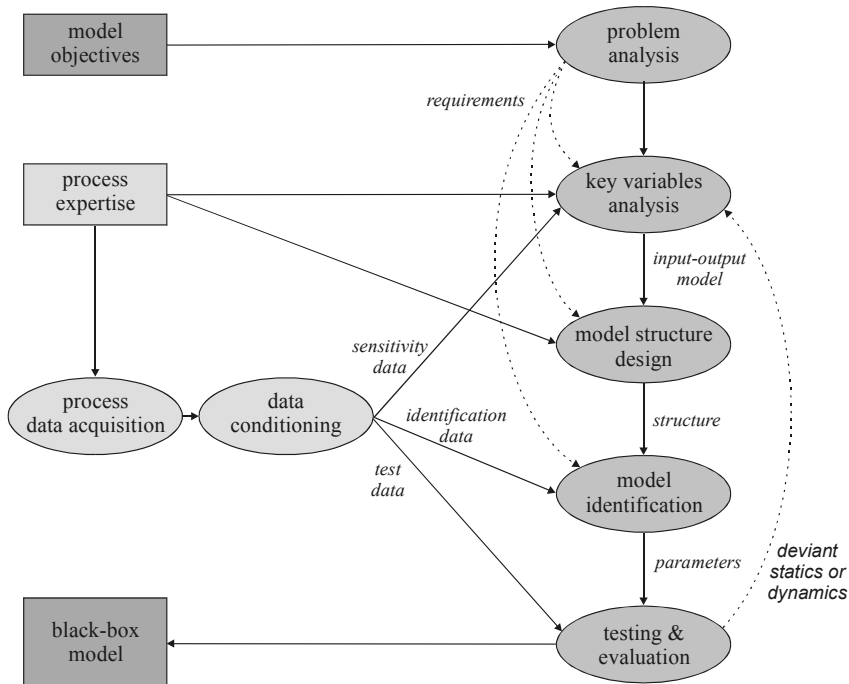 model
objectives
problem
analysis
requirements
process
expertise
key variables
analysis
input-output
model
model structure
design
sensitivity
data
process
data acquisition
data
conditioning
identification
data
structure
test
data
model
identification
parameters
deviant
statics or
dynamics
black-box
model
testing &
evaluation